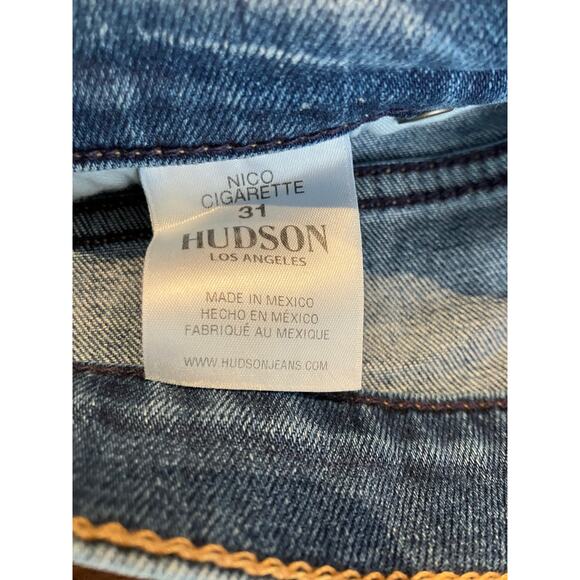 NICO
CIGARETTE
31
HUDSON
LOS ANGELES
MADE IN MEXICO
HECHO EN MÉXICO
FABRIQUÉ AU MEXIQUE
WWW.HUDSONJEANS.COM